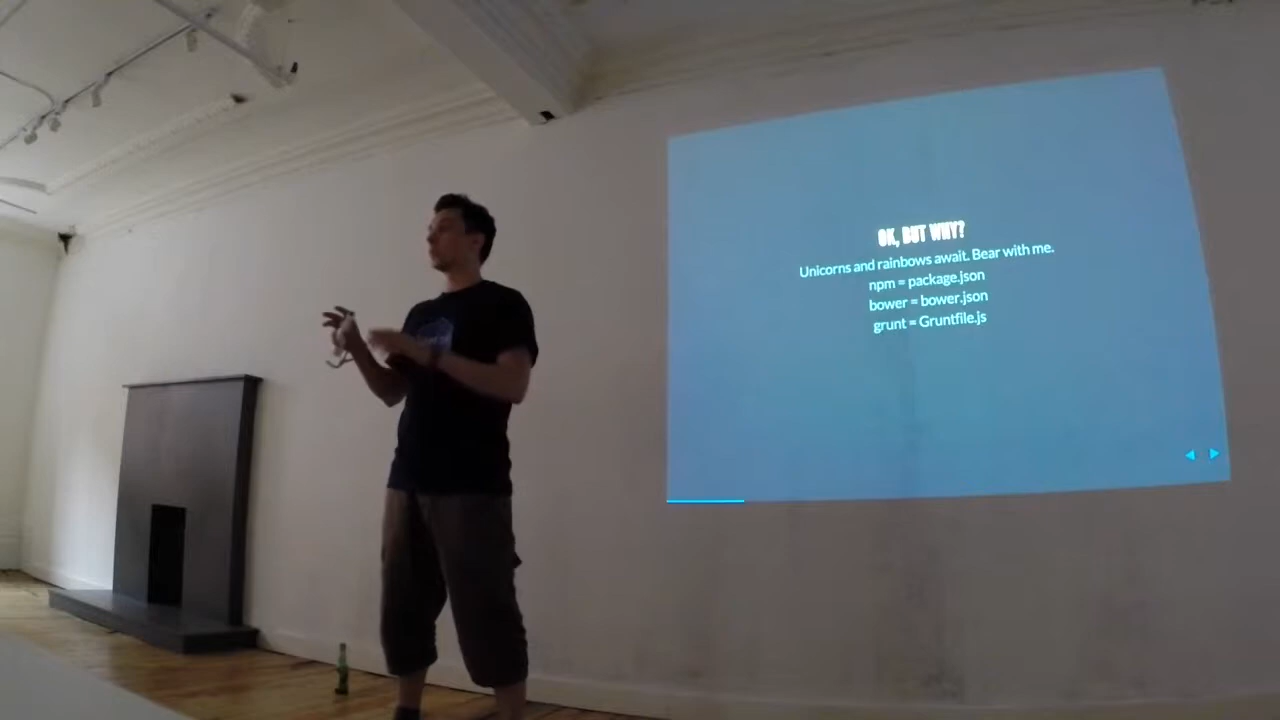 OK, BUT WHY?
Unicorns and rainbows await. Bear with me.
npm = package.json
bower = bower.json
grunt = Gruntfile.js